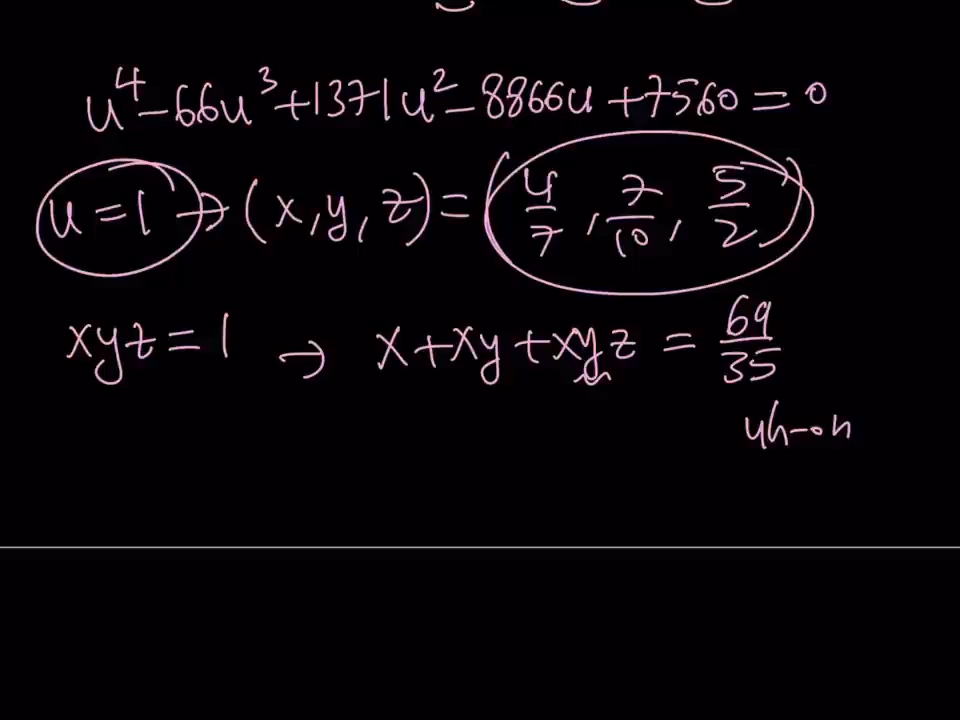 u⁴-66u³+1371u²-8866u+7560=0
u=1→(x,y,z)=(4/7, 7/10, 5/2)
xyz=1 → x+xy+xyz=69/35
uh-oh